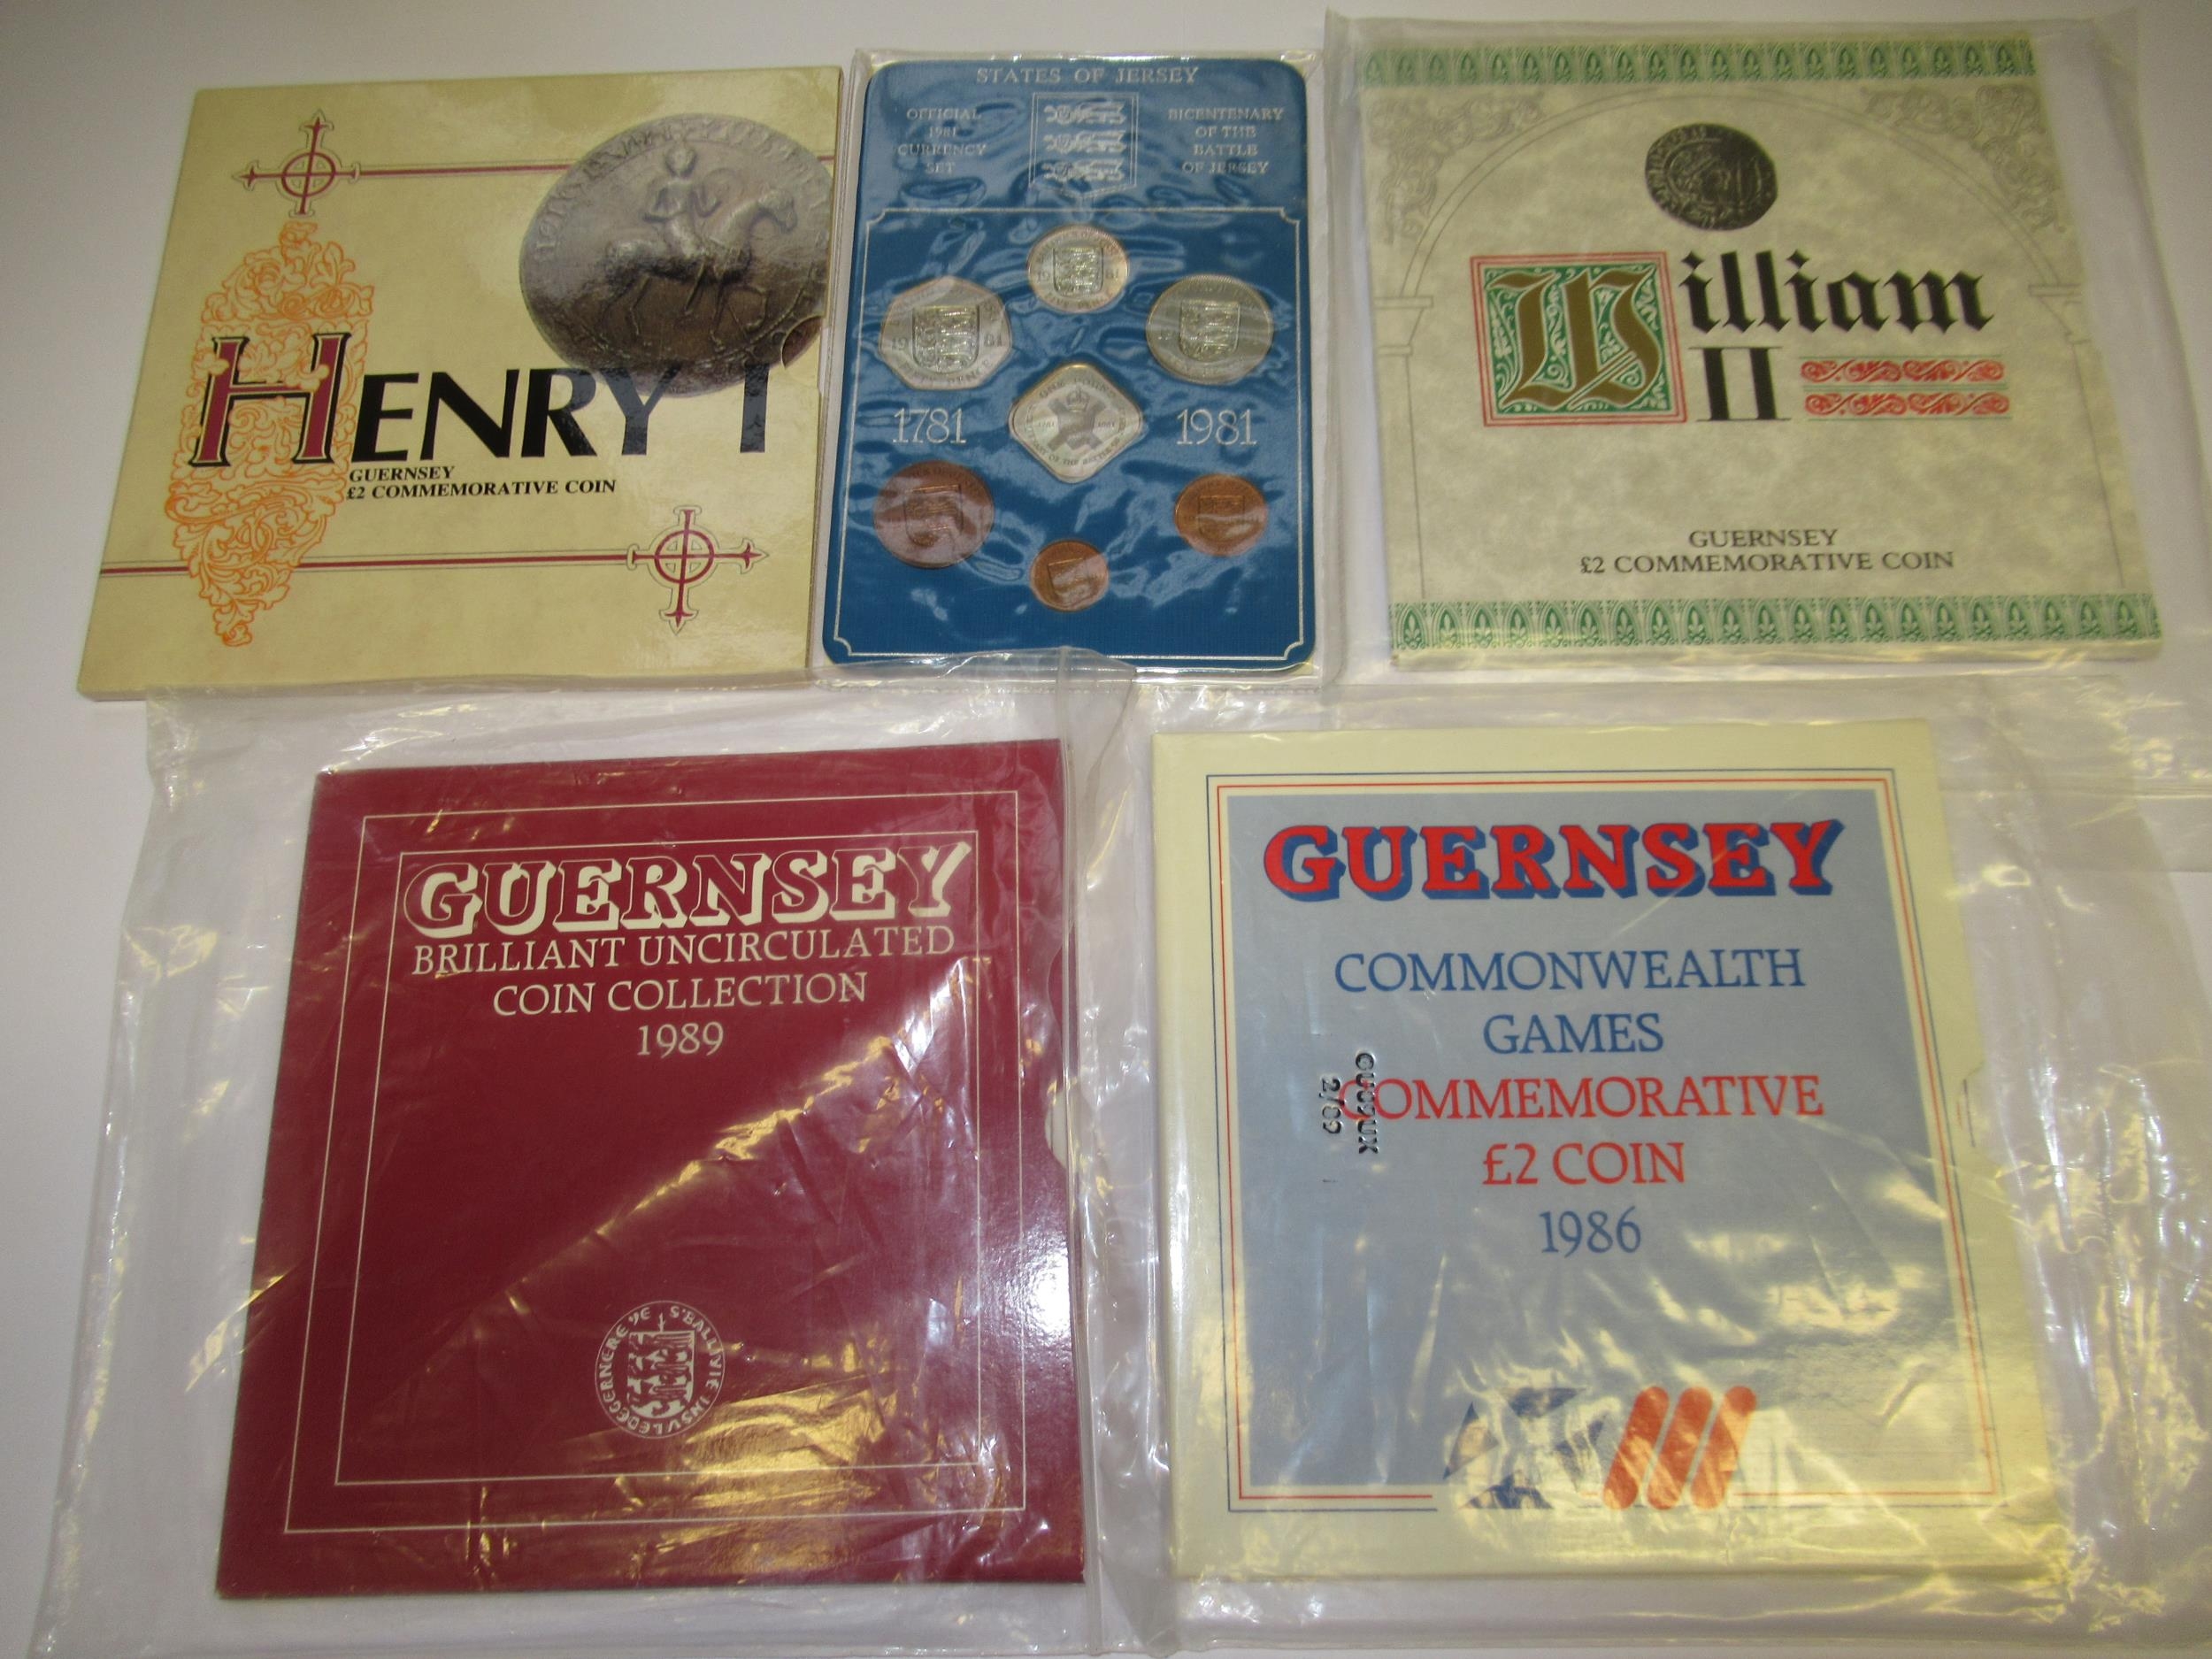 HENRY I
GUERNSEY
£2 COMMEMORATIVE COIN
STATES OF JERSEY
OFFICIAL
1981
CURRENCY
SET
BICENTENARY
OF THE
BATTLE
OF JERSEY
1781
1981
William
II
GUERNSEY
£2 COMMEMORATIVE COIN
GUERNSEY
BRILLIANT UNCIRCULATED
COIN COLLECTION
1989
GUERNSEY
COMMONWEALTH
GAMES
COMMEMORATIVE
£2 COIN
1986
2/89